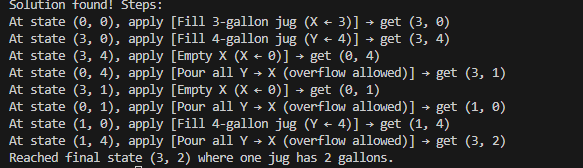 Solution found! Steps:
At state (0, 0), apply [Fill 3-gallon jug (X ← 3)] → get (3, 0)
At state (3, 0), apply [Fill 4-gallon jug (Y ← 4)] → get (3, 4)
At state (3, 4), apply [Empty X (X ← 0)] → get (0, 4)
At state (0, 4), apply [Pour all Y → X (overflow allowed)] → get (3, 1)
At state (3, 1), apply [Empty X (X ← 0)] → get (0, 1)
At state (0, 1), apply [Pour all Y → X (overflow allowed)] → get (1, 0)
At state (1, 0), apply [Fill 4-gallon jug (Y ← 4)] → get (1, 4)
At state (1, 4), apply [Pour all Y → X (overflow allowed)] → get (3, 2)
Reached final state (3, 2) where one jug has 2 gallons.